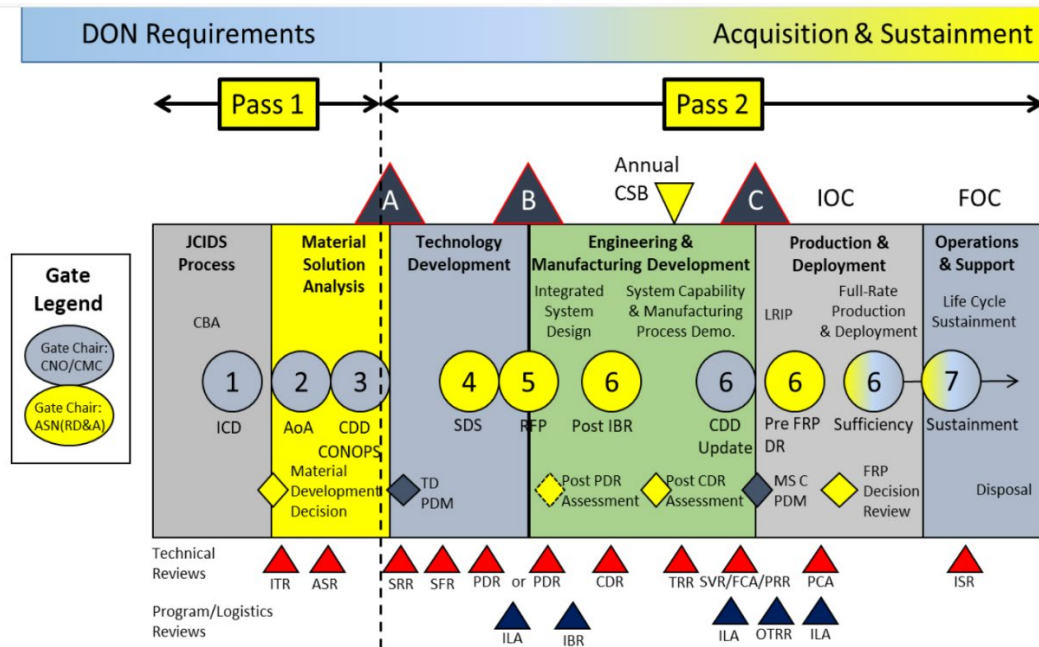 DON Requirements
Acquisition & Sustainment
Pass 1
Pass 2
Annual
CSB
A
B
C
IOC
FOC
Gate
Legend
Gate Chair:
CNO/CMC
Gate Chair:
ASN(RD&A)
JCIDS
Process
CBA
1
ICD
Material
Solution
Analysis
2
3
AoA
CDD
CONOPS
Material
Development
Decision
Technology
Development
4
SDS
TD
PDM
Engineering &
Manufacturing Development
Integrated
System
Design
System Capability
& Manufacturing
Process Demo.
5
RFP
6
Post IBR
6
CDD
Update
Post PDR
Assessment
Post CDR
Assessment
Production &
Deployment
LRIP
Full-Rate
Production
& Deployment
6
Pre FRP
DR
6
Sufficiency
MS C
PDM
FRP
Decision
Review
Operations
& Support
Life Cycle
Sustainment
7
Sustainment
Disposal
Technical
Reviews
ITR
ASR
SRR
SFR
PDR or PDR
CDR
TRR
SVR/FCA/PRR
PCA
ISR
Program/Logistics
Reviews
ILA
IBR
ILA
OTRR
ILA